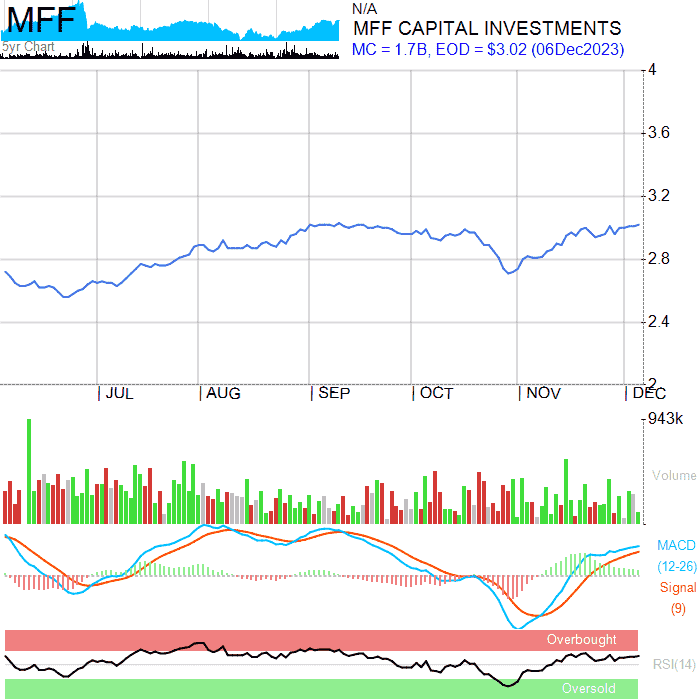 MFF
5yr Chart
N/A
MFF CAPITAL INVESTMENTS
MC = 1.7B, EOD = $3.02 (06Dec2023)
4
3.6
3.2
2.8
2.4
2
JUL AUG SEP OCT NOV DEC
943k
Volume
MACD
(12-26)
Signal
(9)
Overbought
RSI(14)
Oversold